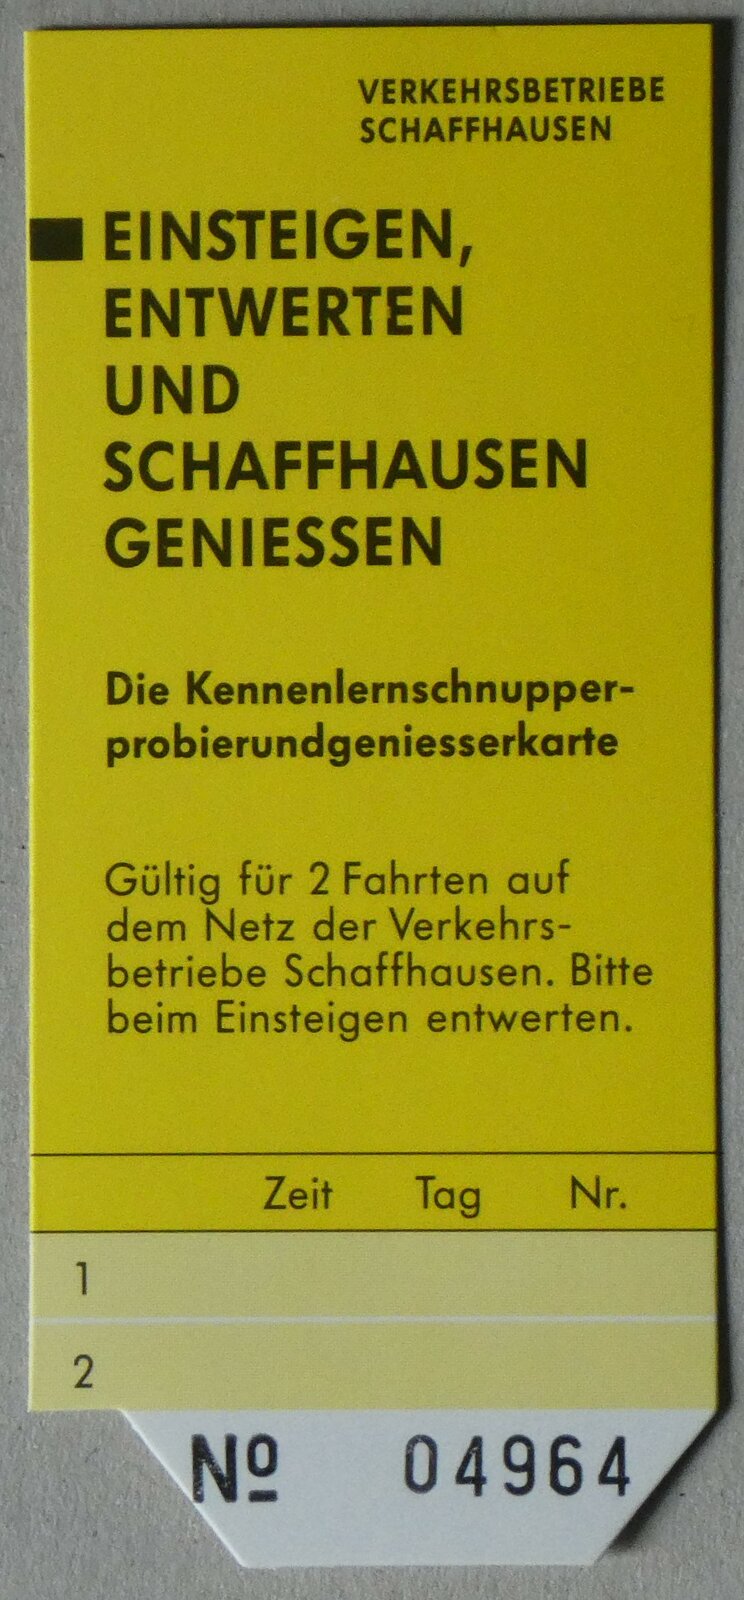 VERKEHRSBETRIEBE
SCHAFFHAUSEN
EINSTEIGEN,
ENTWERTEN
UND
SCHAFFHAUSEN
GENIESSEN
Die Kennenlernschnupper-
probierundgeniesserkarte
Gültig für 2 Fahrten auf
dem Netz der Verkehrs-
betriebe Schaffhausen. Bitte
beim Einsteigen entwerten.
Zeit Tag Nr.
1
2
Nº 04964